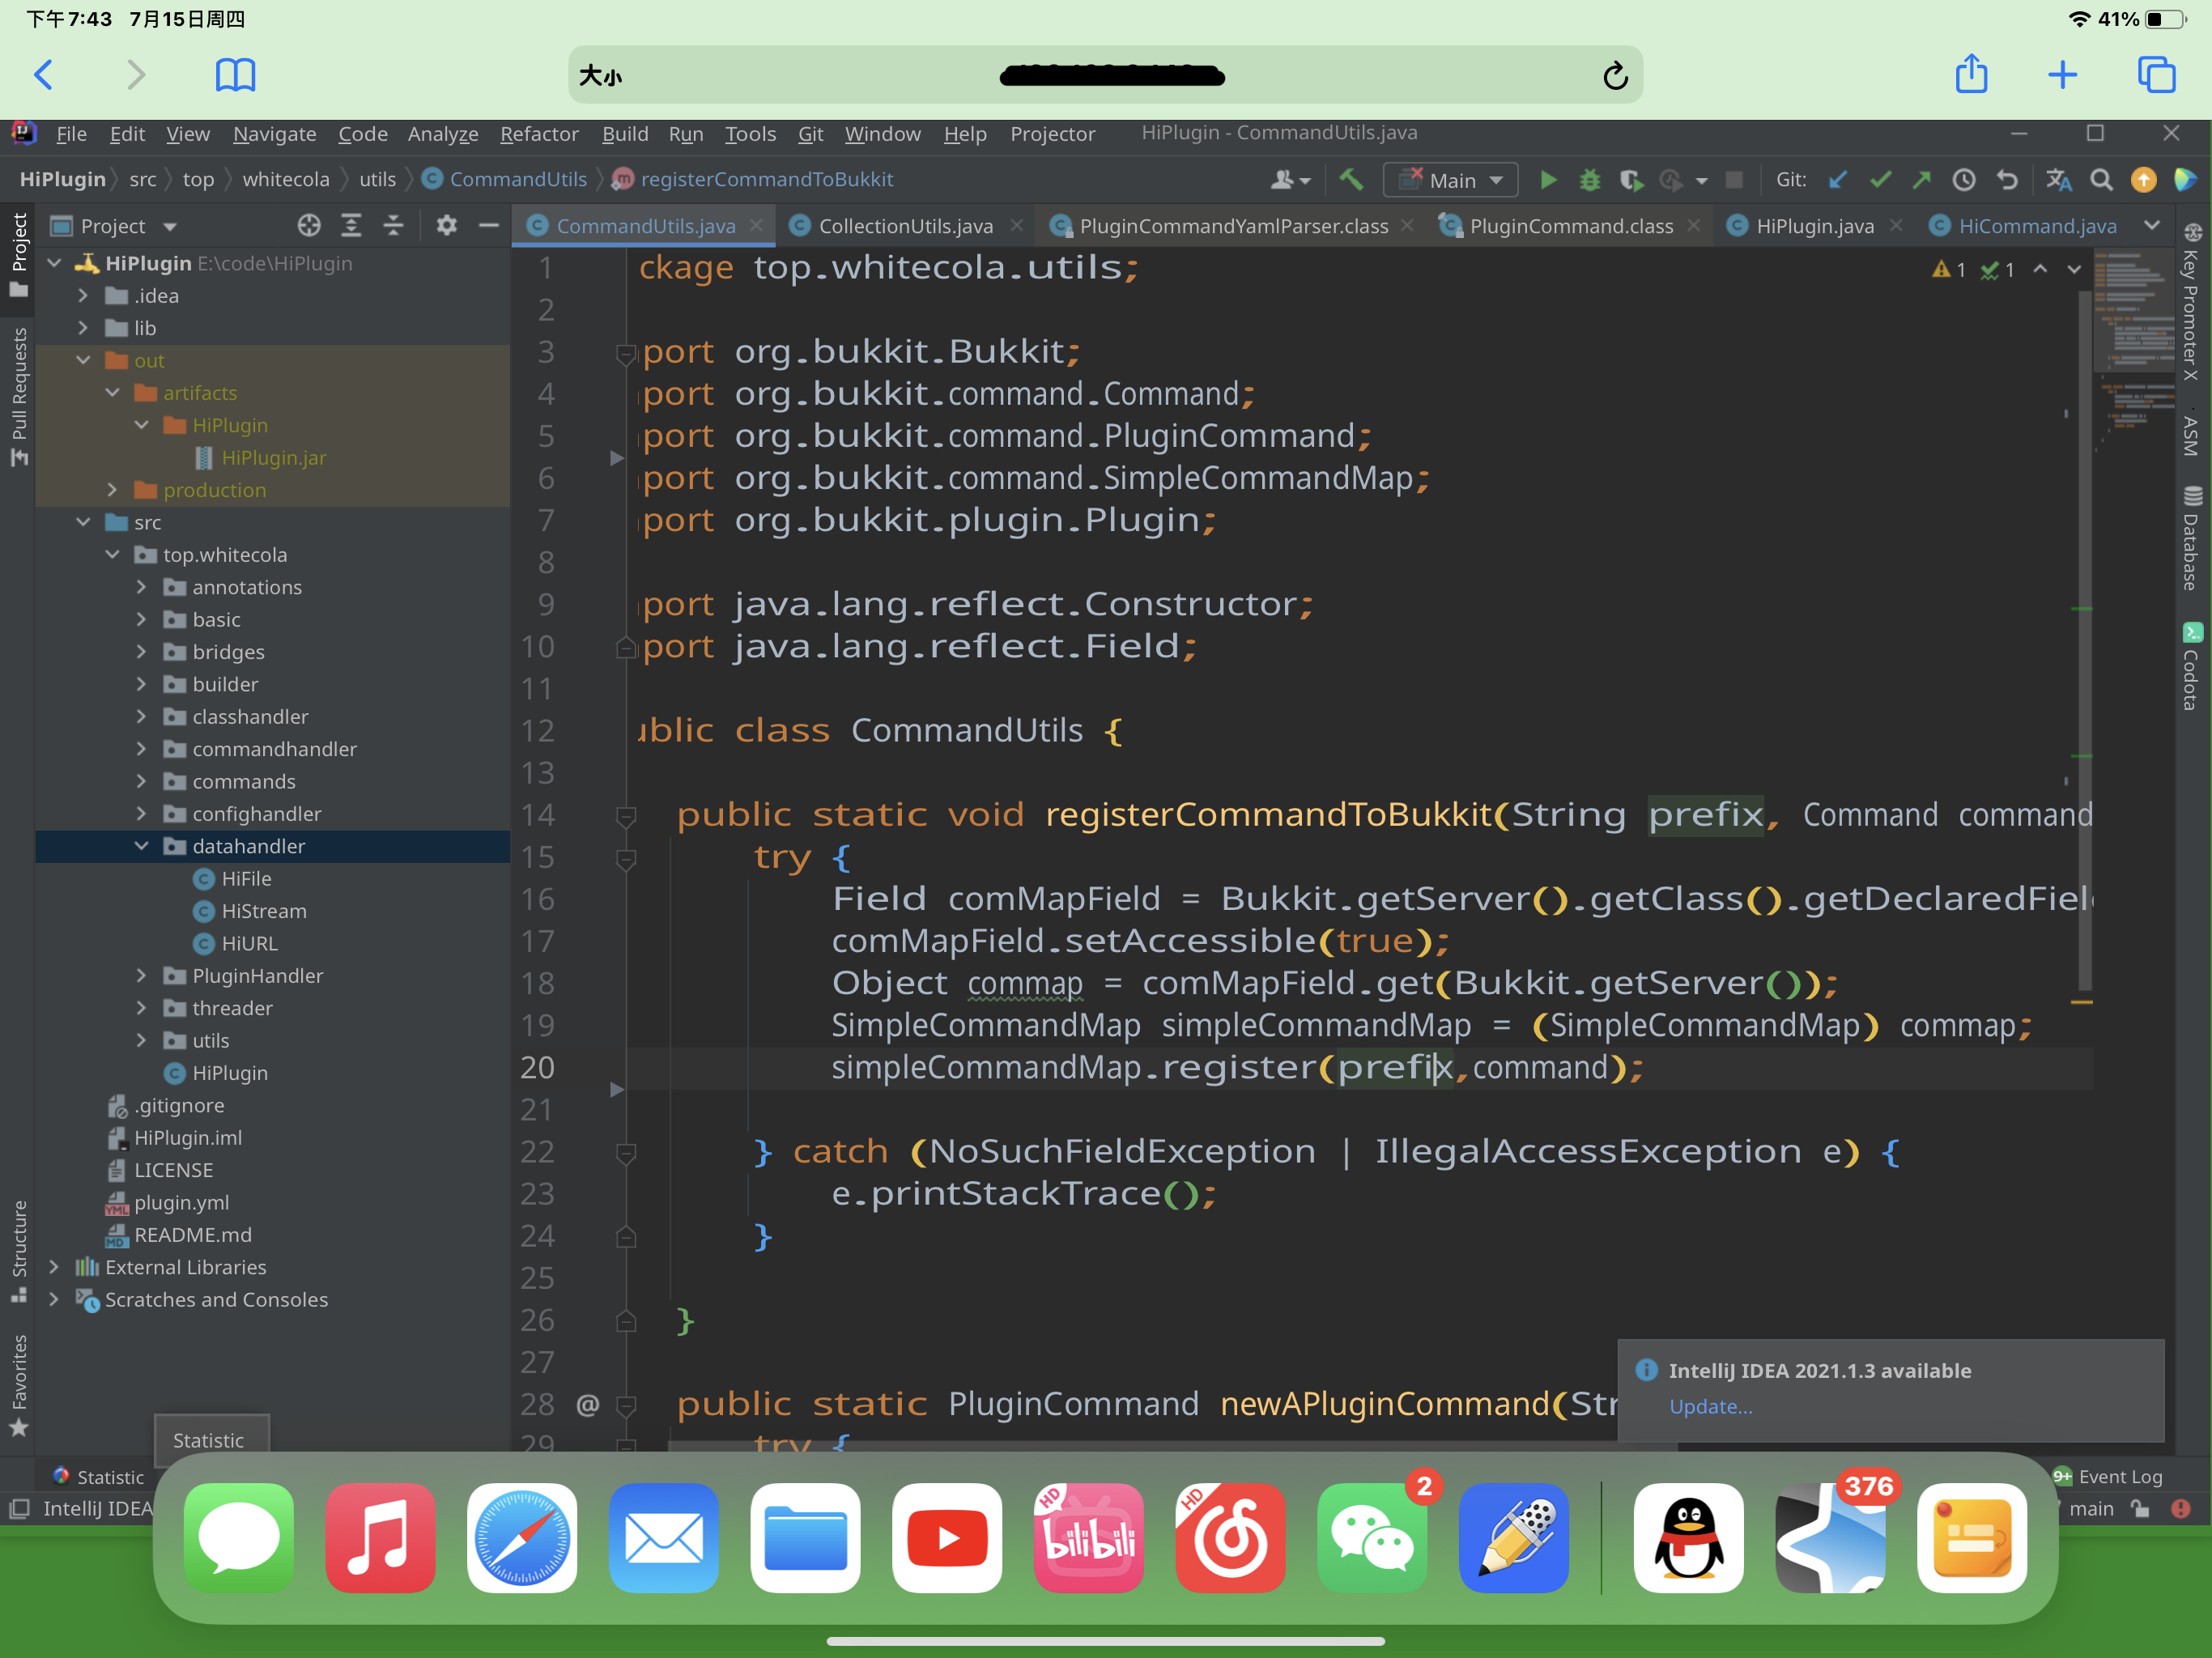 下午7:43 7月15日周四
41%
大小
File Edit View Navigate Code Analyze Refactor Build Run Tools Git Window Help Projector HiPlugin - CommandUtils.java
HiPlugin src top whitecola utils CommandUtils registerCommandToBukkit
Main
Git:
Project
CommandUtils.java CollectionUtils.java PluginCommandYamlParser.class PluginCommand.class HiPlugin.java HiCommand.java
HiPlugin E:\code\HiPlugin
.idea
lib
out
artifacts
HiPlugin
HiPlugin.jar
production
src
top.whitecola
annotations
basic
bridges
builder
classhandler
commandhandler
commands
confighandler
datahandler
HiFile
HiStream
HiURL
PluginHandler
threader
utils
HiPlugin
.gitignore
HiPlugin.iml
LICENSE
plugin.yml
README.md
External Libraries
Scratches and Consoles
Project
Pull Requests
Structure
Favorites
1 ckage top.whitecola.utils;
2
3 port org.bukkit.Bukkit;
4 port org.bukkit.command.Command;
5 port org.bukkit.command.PluginCommand;
6 port org.bukkit.command.SimpleCommandMap;
7 port org.bukkit.plugin.Plugin;
8
9 port java.lang.reflect.Constructor;
10 port java.lang.reflect.Field;
11
12 ublic class CommandUtils {
13
14 public static void registerCommandToBukkit(String prefix, Command command
15 try {
16 Field comMapField = Bukkit.getServer().getClass().getDeclaredFiel
17 comMapField.setAccessible(true);
18 Object commap = comMapField.get(Bukkit.getServer());
19 SimpleCommandMap simpleCommandMap = (SimpleCommandMap) commap;
20 simpleCommandMap.register(prefix,command);
21
22 } catch (NoSuchFieldException | IllegalAccessException e) {
23 e.printStackTrace();
24 }
25
26 }
27
28 @ public static PluginCommand newAPluginCommand(Str
29 try {
1 1
Key Promoter X
ASM
Database
Codota
IntelliJ IDEA 2021.1.3 available
Update...
Statistic
Statistic
9+ Event Log
IntelliJ IDEA
main
HD
bilibili
HD
2
376